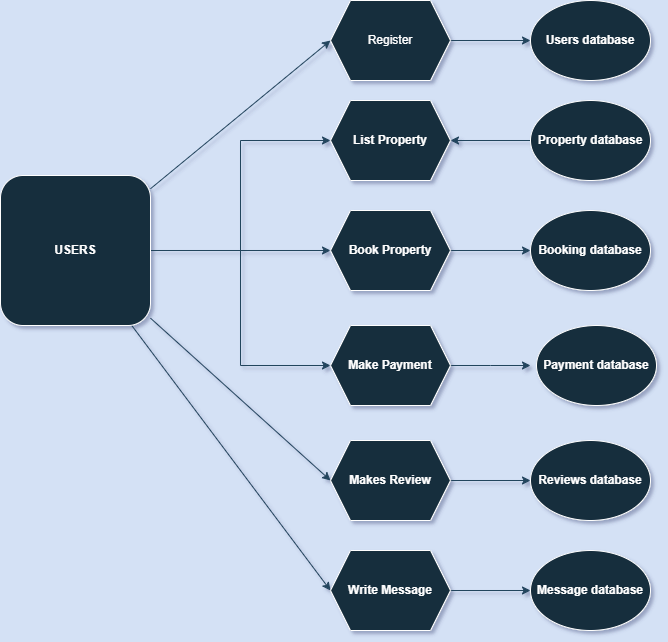 Register
Users database
List Property
Property database
USERS
Book Property
Booking database
Make Payment
Payment database
Makes Review
Reviews database
Write Message
Message database